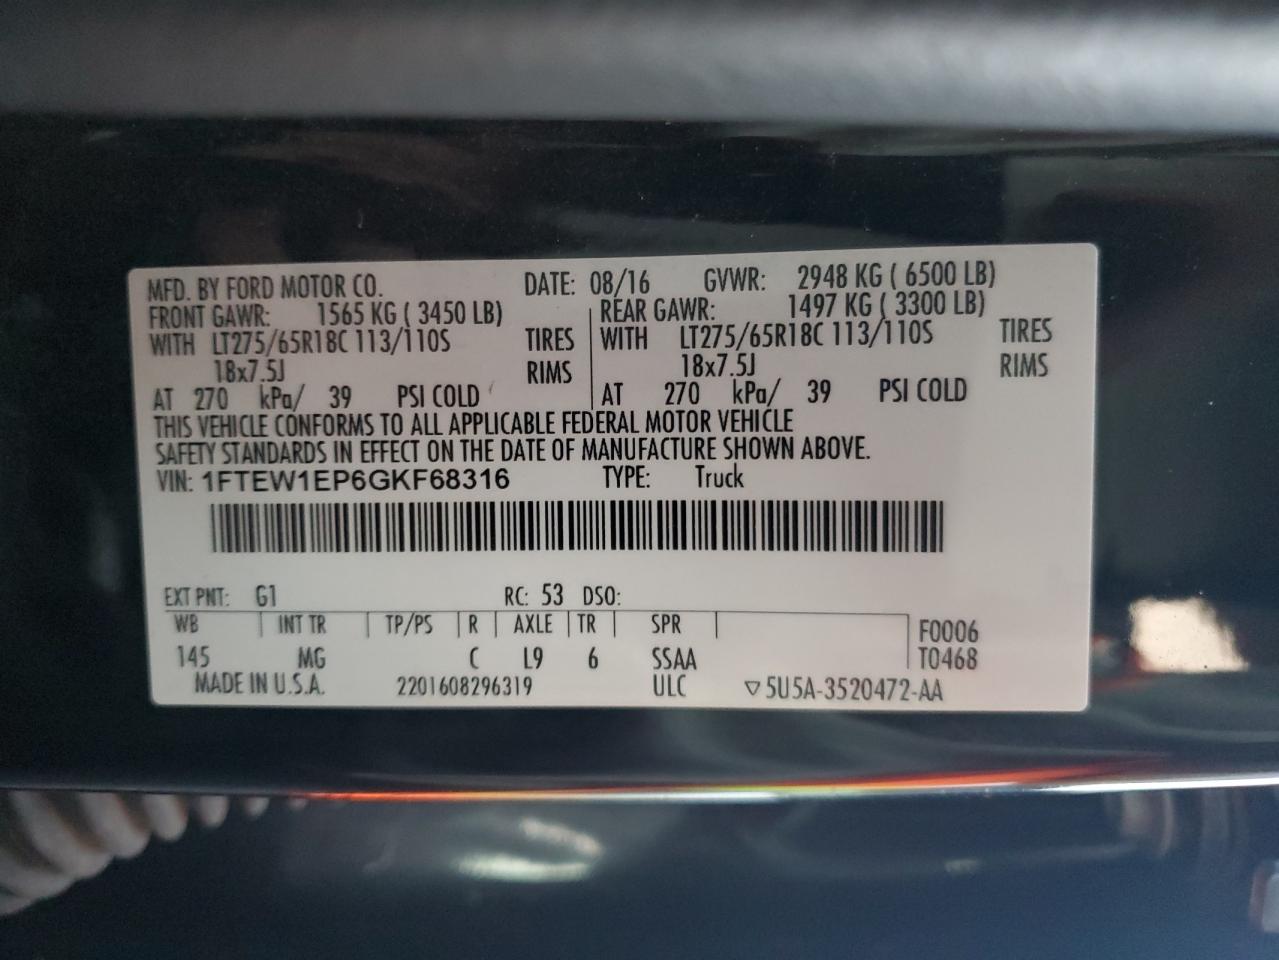 MFD. BY FORD MOTOR CO. DATE: 08/16 GVWR: 2948 KG ( 6500 LB)
FRONT GAWR: 1565 KG ( 3450 LB) REAR GAWR: 1497 KG ( 3300 LB)
WITH LT275/65R18C 113/110S TIRES WITH LT275/65R18C 113/110S TIRES
18x7.5J RIMS 18x7.5J RIMS
AT 270 kPa/ 39 PSI COLD AT 270 kPa/ 39 PSI COLD
THIS VEHICLE CONFORMS TO ALL APPLICABLE FEDERAL MOTOR VEHICLE
SAFETY STANDARDS IN EFFECT ON THE DATE OF MANUFACTURE SHOWN ABOVE.
VIN: 1FTEW1EP6GKF68316 TYPE: Truck
EXT PNT: G1 RC: 53 DSO:
WB INT TR TP/PS R AXLE TR SPR F0006
145 MG C L9 6 SSAA T0468
MADE IN U.S.A. 2201608296319 ULC ▽5U5A-3520472-AA